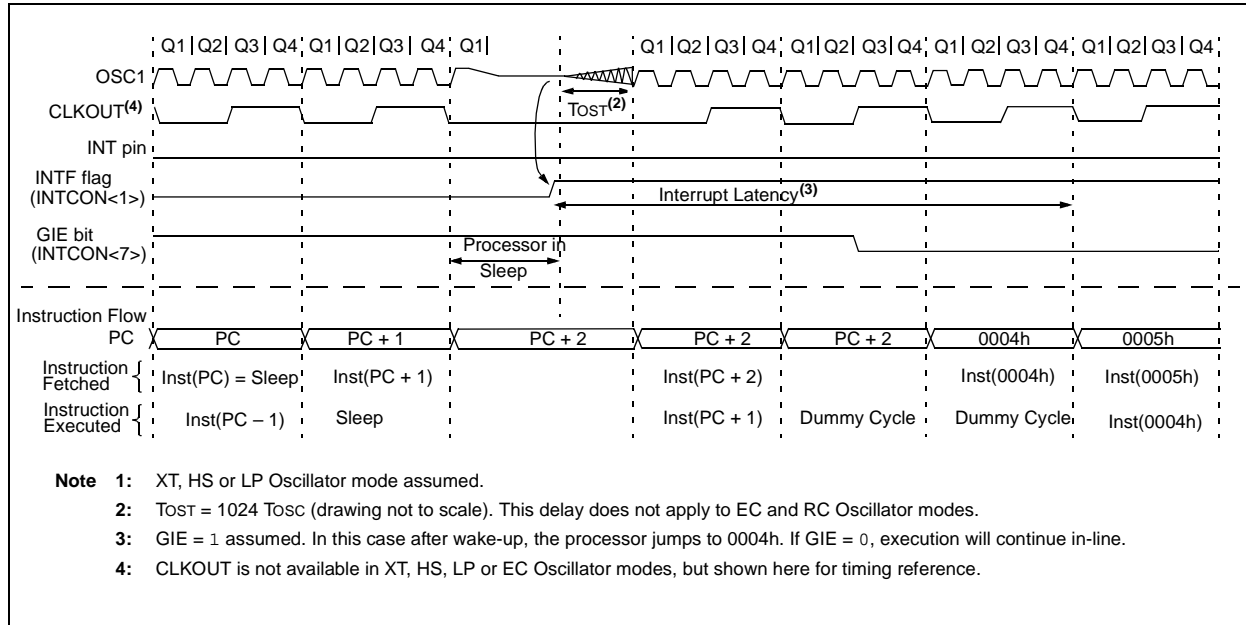 Q1 Q2 Q3 Q4 Q1 Q2 Q3 Q4 Q1 Q1 Q2 Q3 Q4 Q1 Q2 Q3 Q4 Q1 Q2 Q3 Q4 Q1 Q2 Q3 Q4
OSC1
TOST(2)
CLKOUT(4)
INT pin
INTF flag
(INTCON<1>)
Interrupt Latency(3)
GIE bit
(INTCON<7>)
Processor in
Sleep
Instruction Flow
PC PC PC + 1 PC + 2 PC + 2 PC + 2 0004h 0005h
Instruction
Fetched { Inst(PC) = Sleep Inst(PC + 1) Inst(PC + 2) Inst(0004h) Inst(0005h)
Instruction
Executed { Inst(PC – 1) Sleep Inst(PC + 1) Dummy Cycle Dummy Cycle Inst(0004h)
Note 1: XT, HS or LP Oscillator mode assumed.
2: TOST = 1024 TOSC (drawing not to scale). This delay does not apply to EC and RC Oscillator modes.
3: GIE = 1 assumed. In this case after wake-up, the processor jumps to 0004h. If GIE = 0, execution will continue in-line.
4: CLKOUT is not available in XT, HS, LP or EC Oscillator modes, but shown here for timing reference.